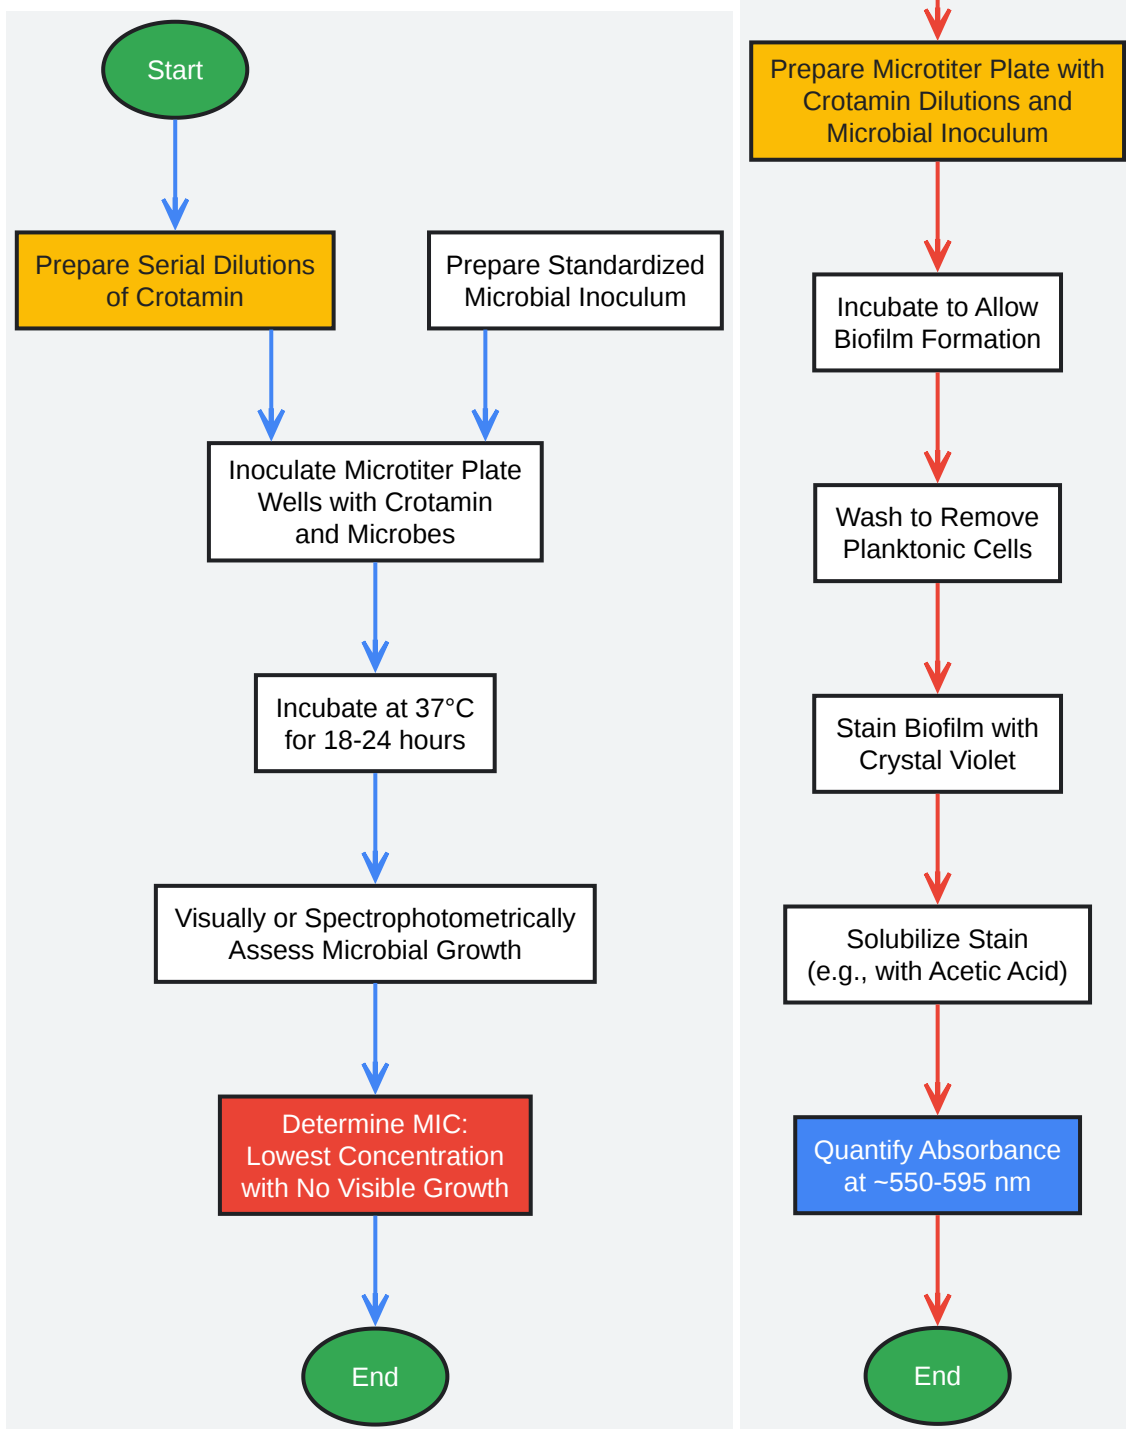 Start
Prepare Serial Dilutions
of Crotamin
Prepare Standardized
Microbial Inoculum
Inoculate Microtiter Plate
Wells with Crotamin
and Microbes
Incubate at 37°C
for 18-24 hours
Visually or Spectrophotometrically
Assess Microbial Growth
Determine MIC:
Lowest Concentration
with No Visible Growth
End
Prepare Microtiter Plate with
Crotamin Dilutions and
Microbial Inoculum
Incubate to Allow
Biofilm Formation
Wash to Remove
Planktonic Cells
Stain Biofilm with
Crystal Violet
Solubilize Stain
(e.g., with Acetic Acid)
Quantify Absorbance
at ~550-595 nm
End